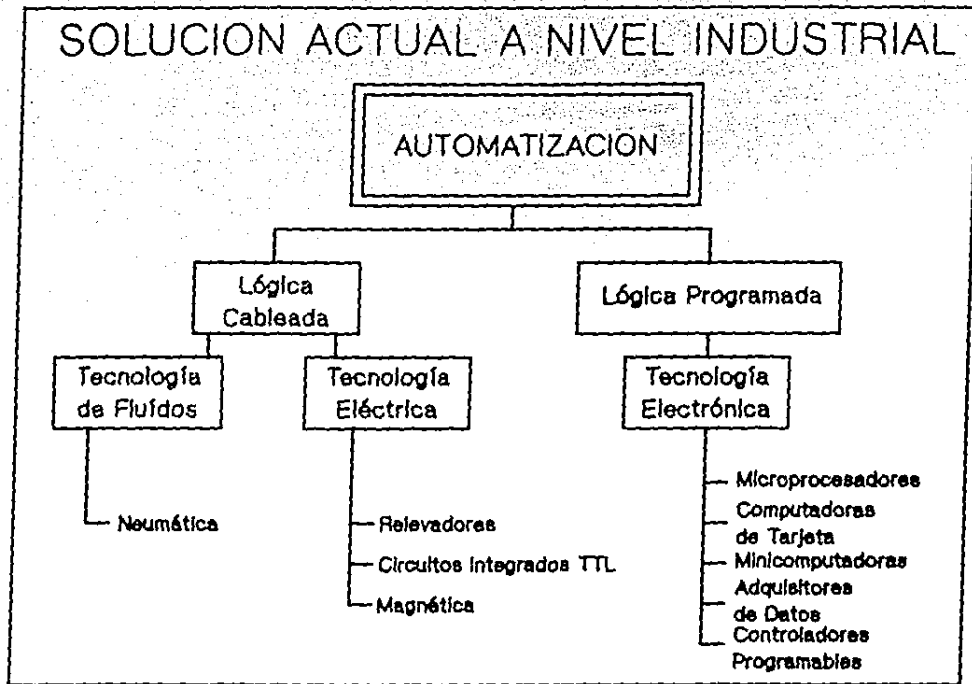 SOLUCION ACTUAL A NIVEL INDUSTRIAL
AUTOMATIZACION
Lógica
Cableada
Lógica Programada
Tecnología
de Fluídos
Tecnología
Eléctrica
Tecnología
Electrónica
Neumática
Relevadores
Circuitos Integrados TTL
Magnética
Microprocesadores
Computadoras
de Tarjeta
Minicomputadoras
Adquisitores
de Datos
Controladores
Programables